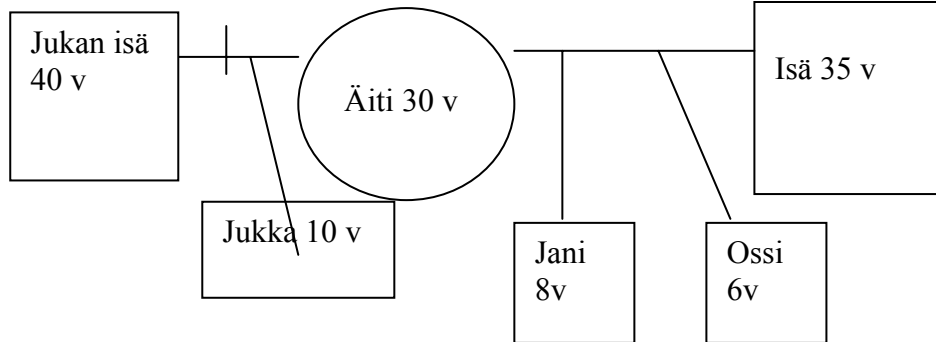 Jukan isä
40 v
Äiti 30 v
Isä 35 v
Jukka 10 v
Jani
8v
Ossi
6v